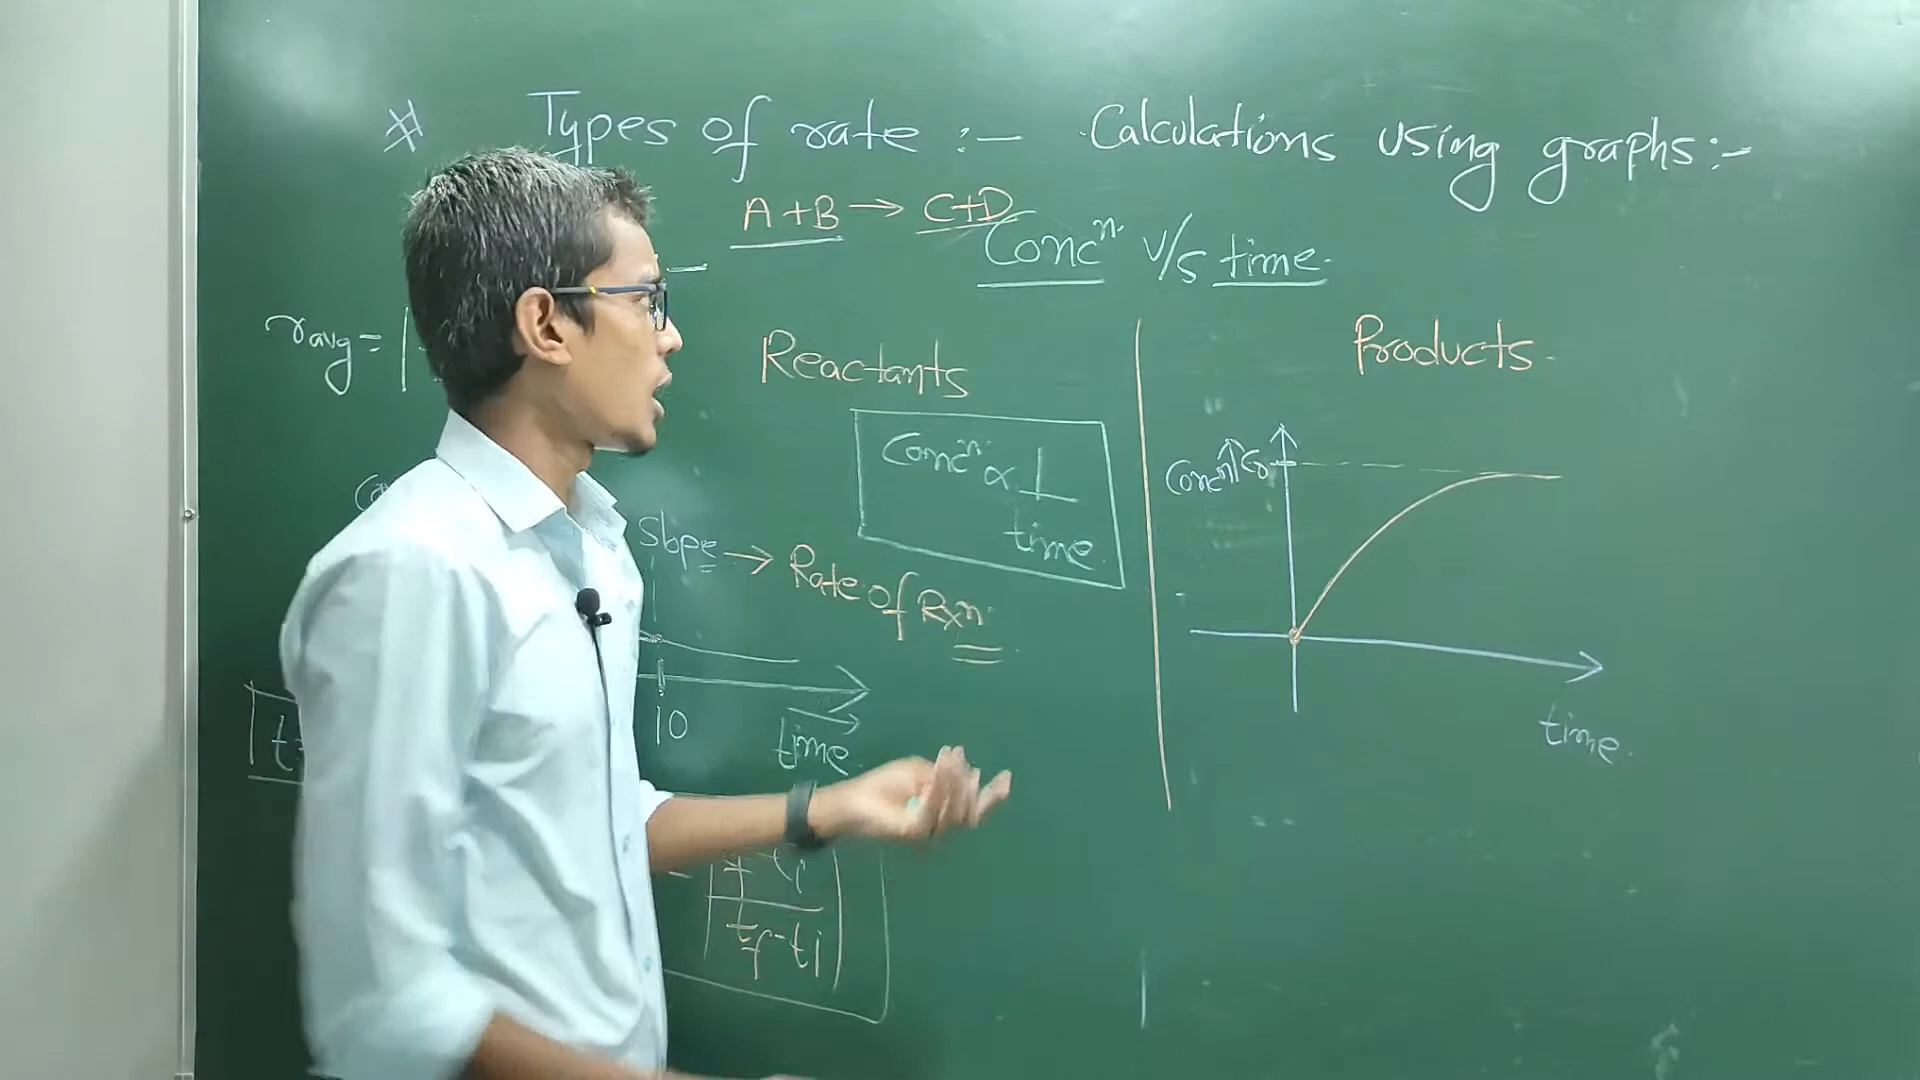 # Types of rate :- Calculations using graphs:-
A + B → C+D
Concⁿ v/s time.
ravg = |
Reactants
Products.
Concⁿ ∝ 1
time.
Concⁿ↑ C₀
Slope → Rate of Rxn.
10
time.
time.
tf-ti